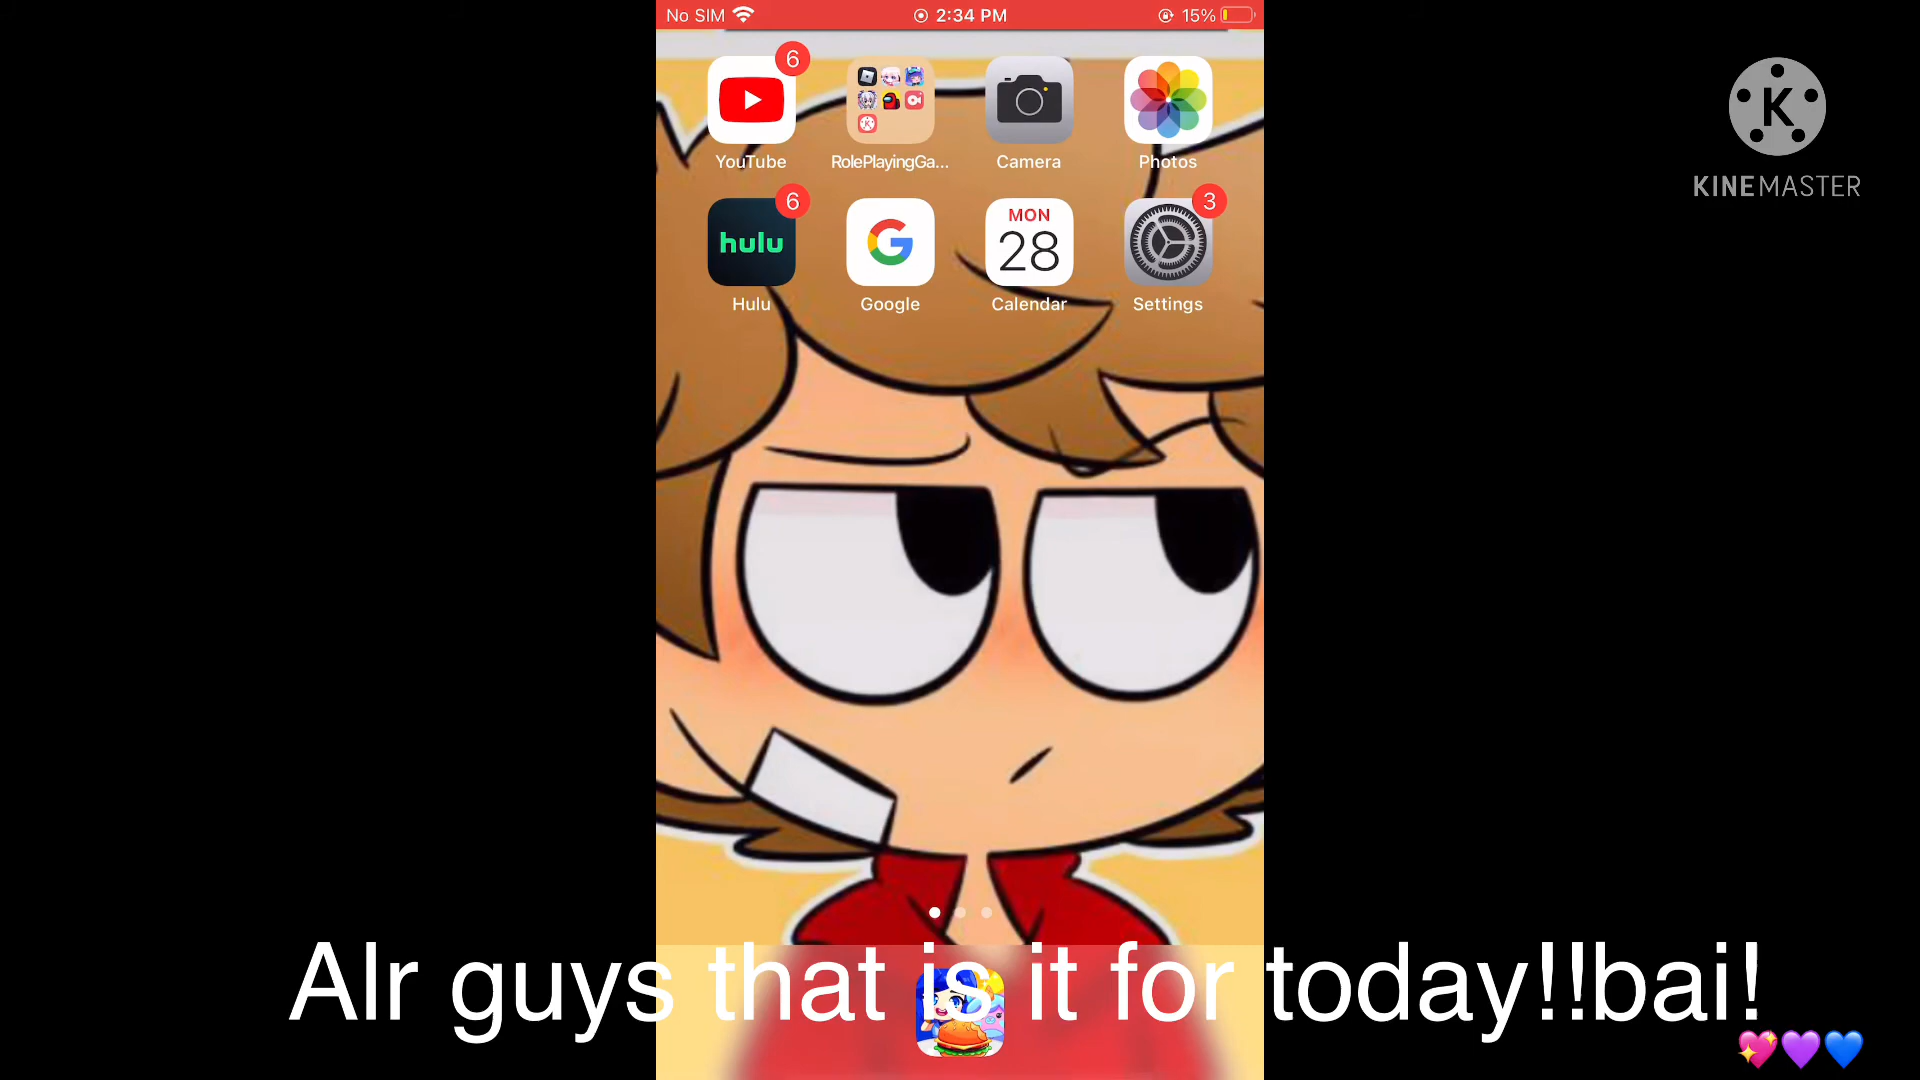 No SIM 2:34 PM 15%
6
YouTube RolePlayingGa... Camera Photos
K
KINEMASTER
6 3
hulu G MON
28
Hulu Google Calendar Settings
Alr guys that is it for today!!bai!
💖💜💙